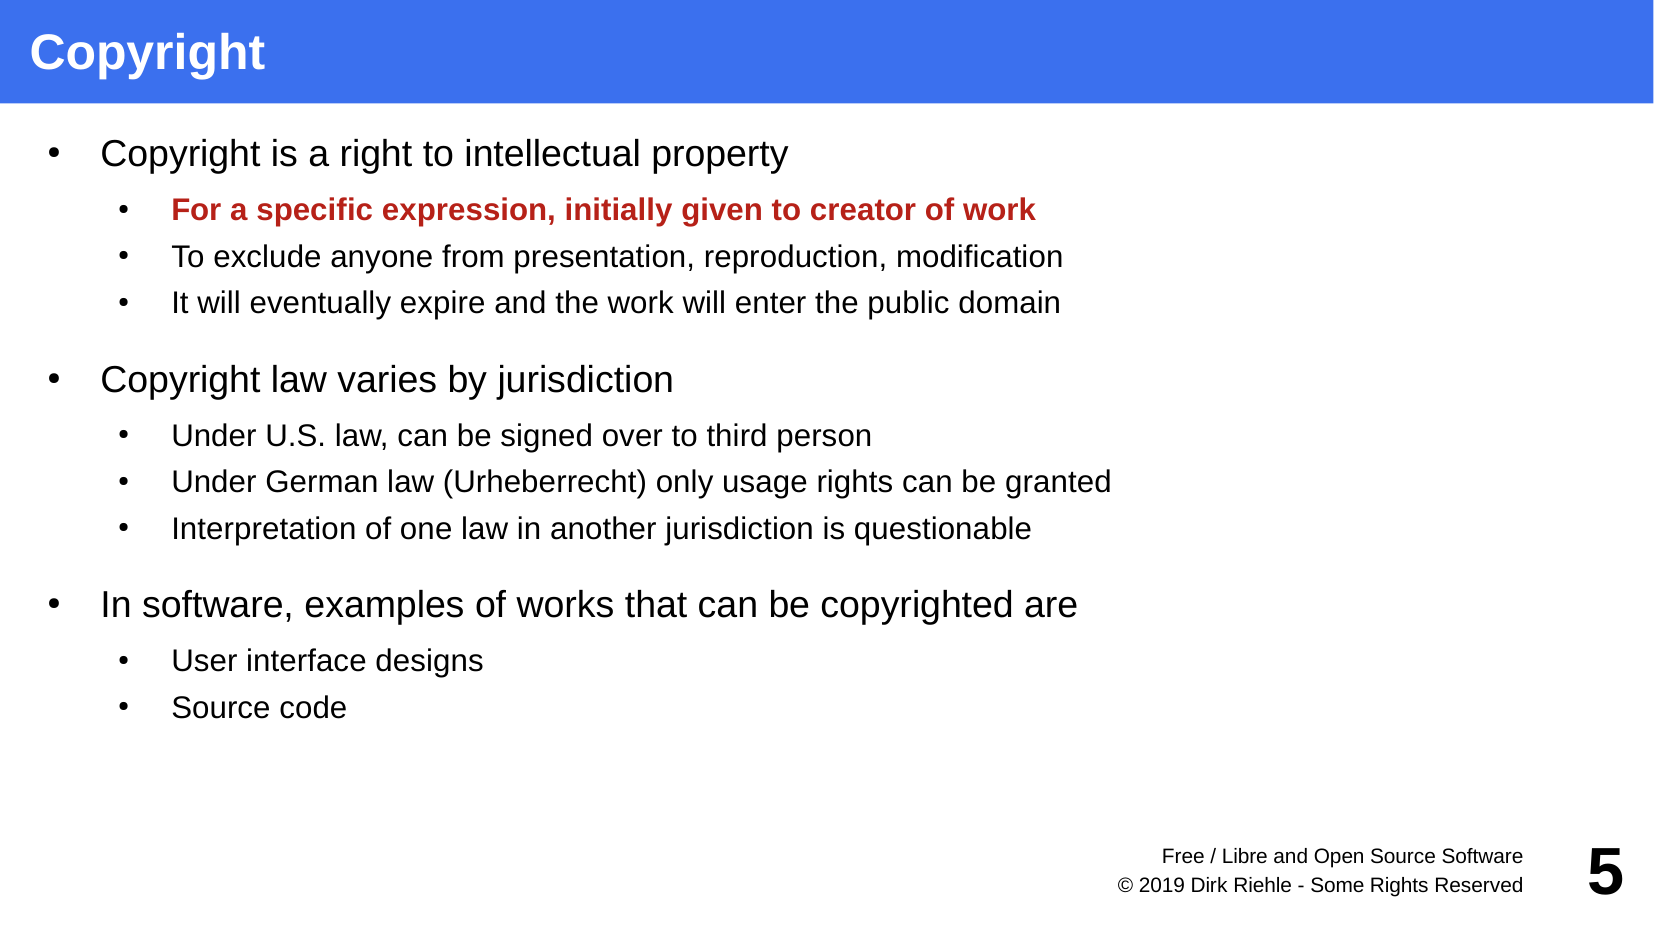 Copyright
• Copyright is a right to intellectual property
• For a specific expression, initially given to creator of work
• To exclude anyone from presentation, reproduction, modification
• It will eventually expire and the work will enter the public domain
• Copyright law varies by jurisdiction
• Under U.S. law, can be signed over to third person
• Under German law (Urheberrecht) only usage rights can be granted
• Interpretation of one law in another jurisdiction is questionable
• In software, examples of works that can be copyrighted are
• User interface designs
• Source code
Free / Libre and Open Source Software
© 2019 Dirk Riehle - Some Rights Reserved
5